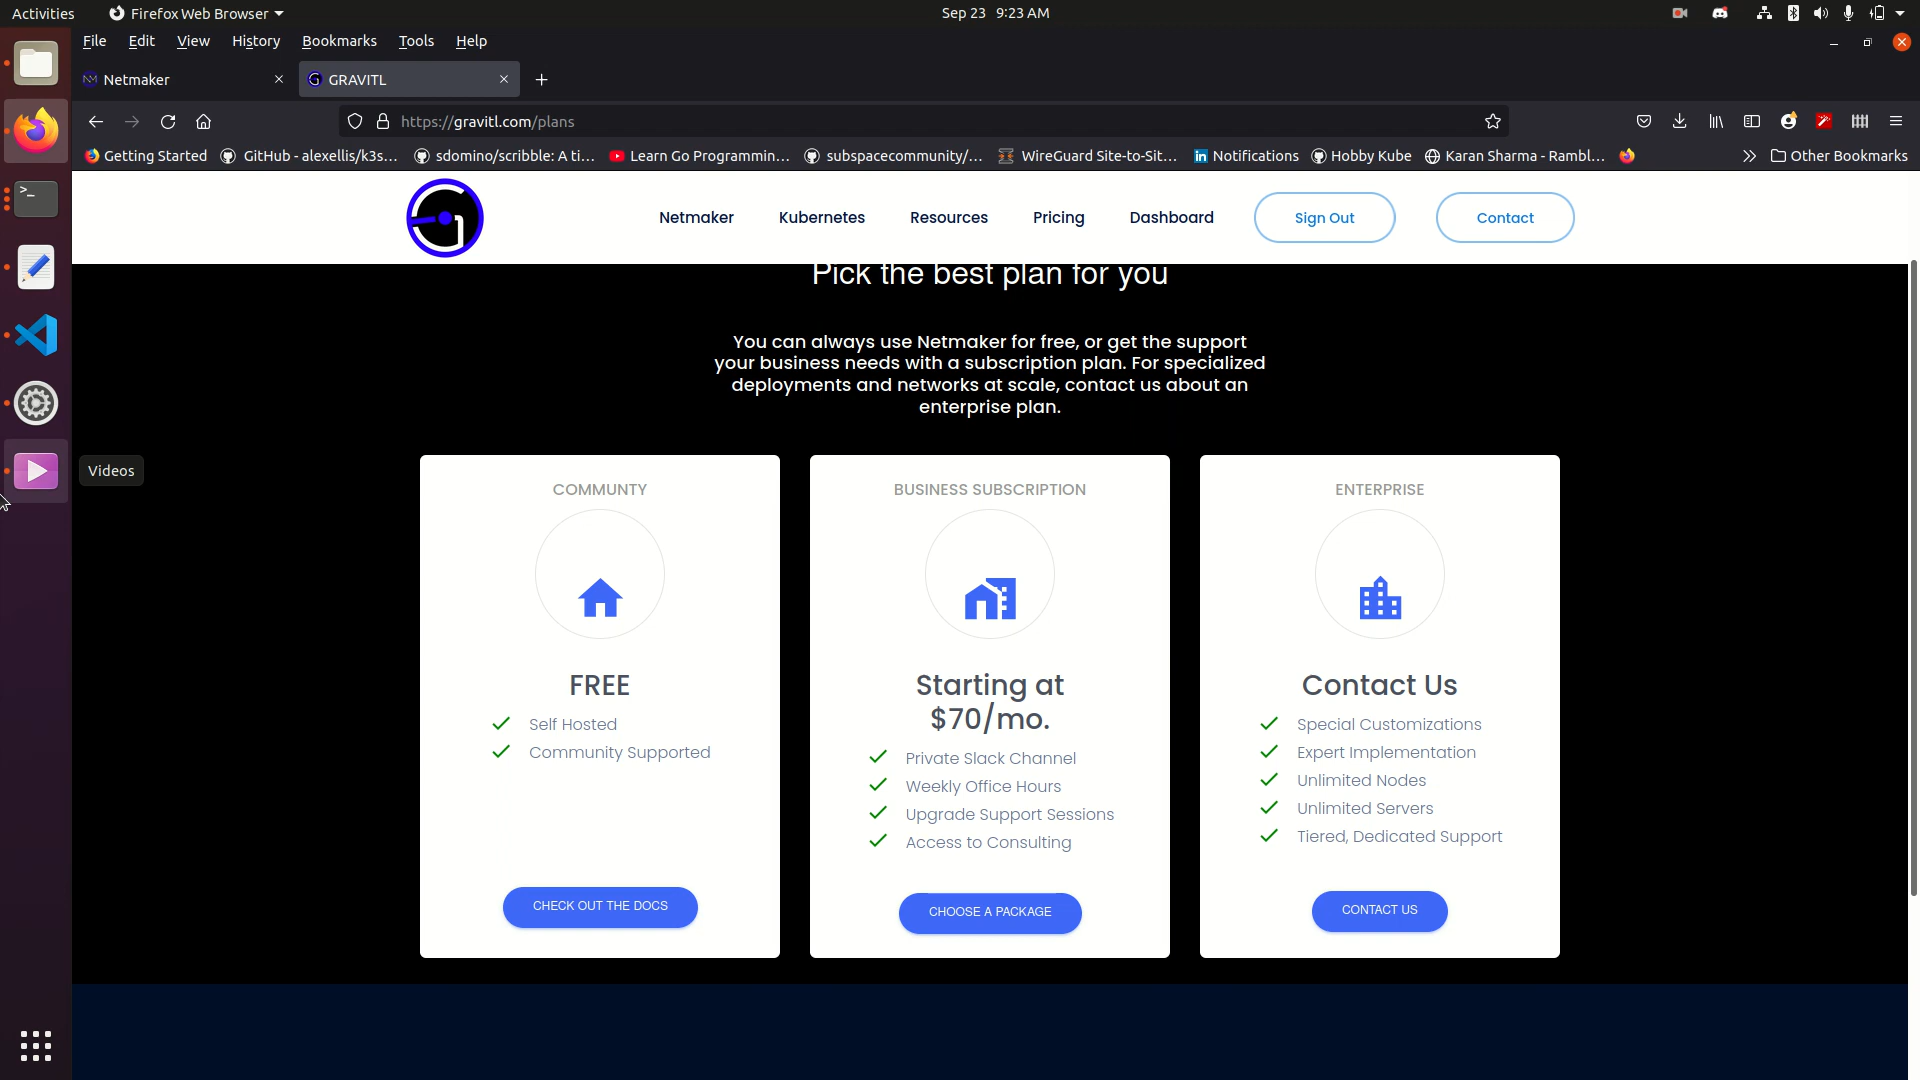 Activities
Firefox Web Browser
Sep 23 9:23 AM
File Edit View History Bookmarks Tools Help
Netmaker
GRAVITL
https://gravitl.com/plans
Getting Started
GitHub - alexellis/k3s...
sdomino/scribble: A ti...
Learn Go Programmin...
subspacecommunity/...
WireGuard Site-to-Sit...
Notifications
Hobby Kube
Karan Sharma - Rambl...
Other Bookmarks
Netmaker
Kubernetes
Resources
Pricing
Dashboard
Sign Out
Contact
Pick the best plan for you
You can always use Netmaker for free, or get the support
your business needs with a subscription plan. For specialized
deployments and networks at scale, contact us about an
enterprise plan.
Videos
COMMUNTY
FREE
Self Hosted
Community Supported
CHECK OUT THE DOCS
BUSINESS SUBSCRIPTION
Starting at
$70/mo.
Private Slack Channel
Weekly Office Hours
Upgrade Support Sessions
Access to Consulting
CHOOSE A PACKAGE
ENTERPRISE
Contact Us
Special Customizations
Expert Implementation
Unlimited Nodes
Unlimited Servers
Tiered, Dedicated Support
CONTACT US